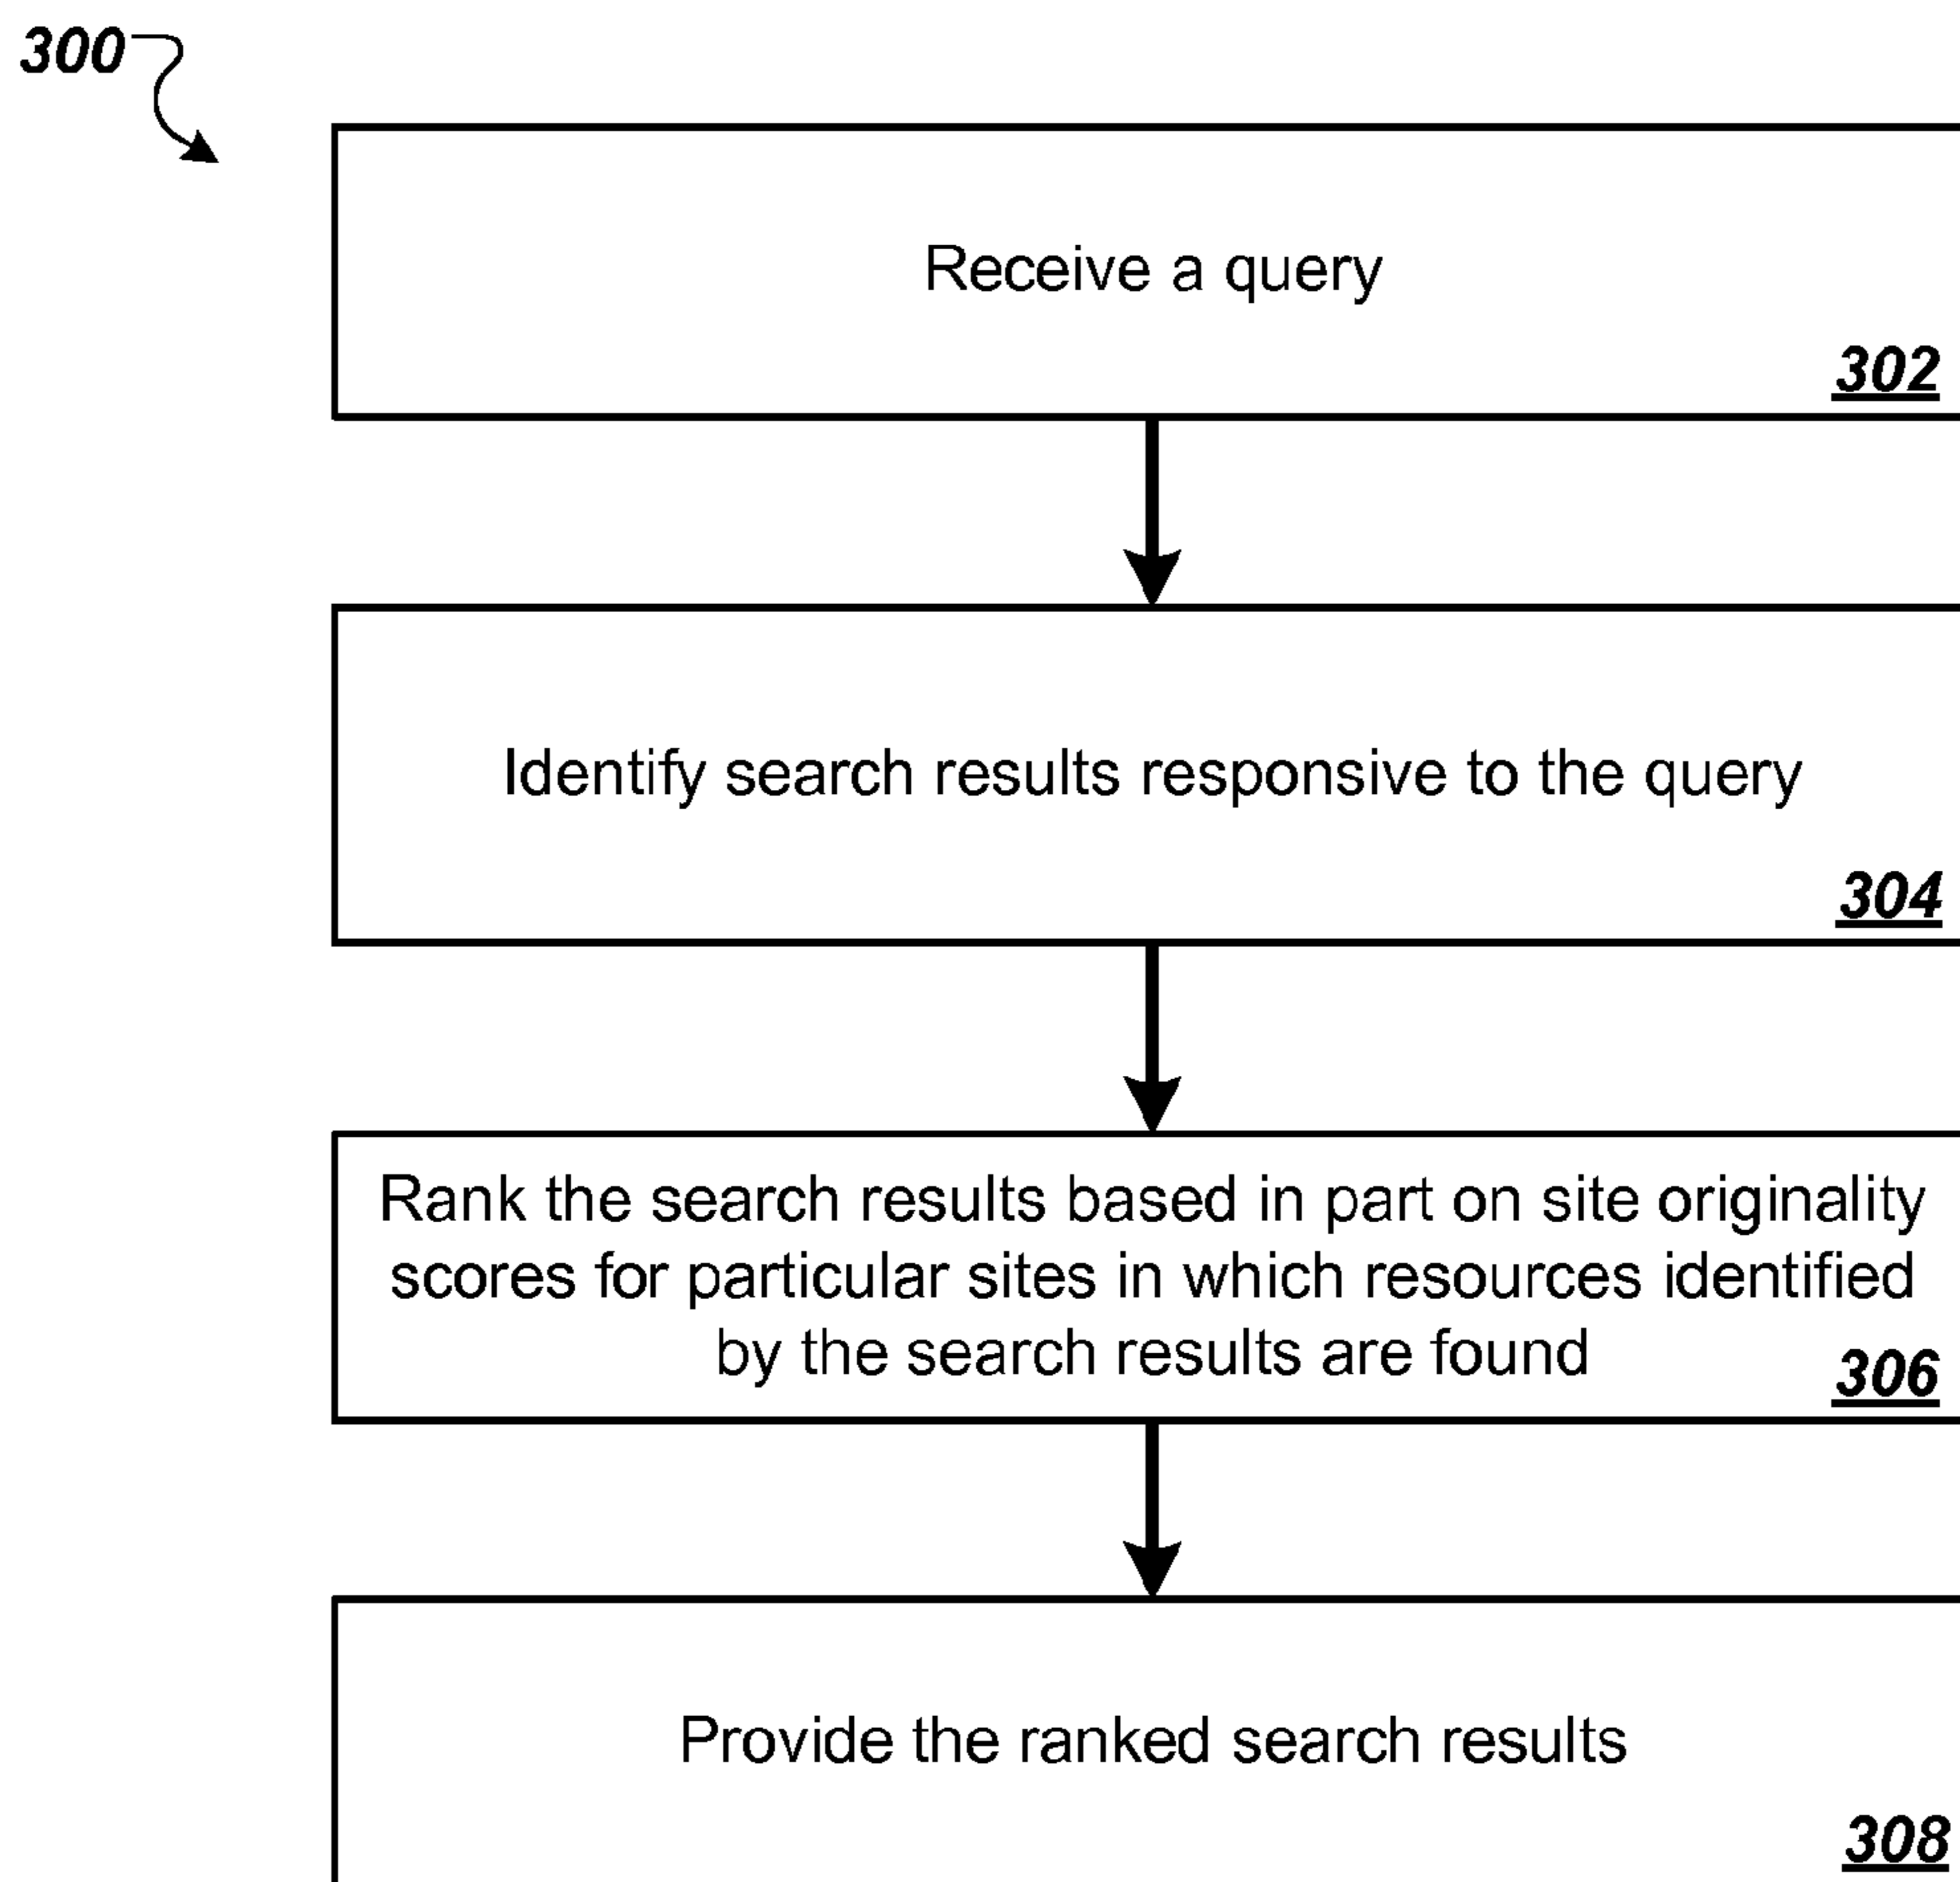 300
Receive a query
302
Identify search results responsive to the query
304
Rank the search results based in part on site originality
scores for particular sites in which resources identified
by the search results are found
306
Provide the ranked search results
308